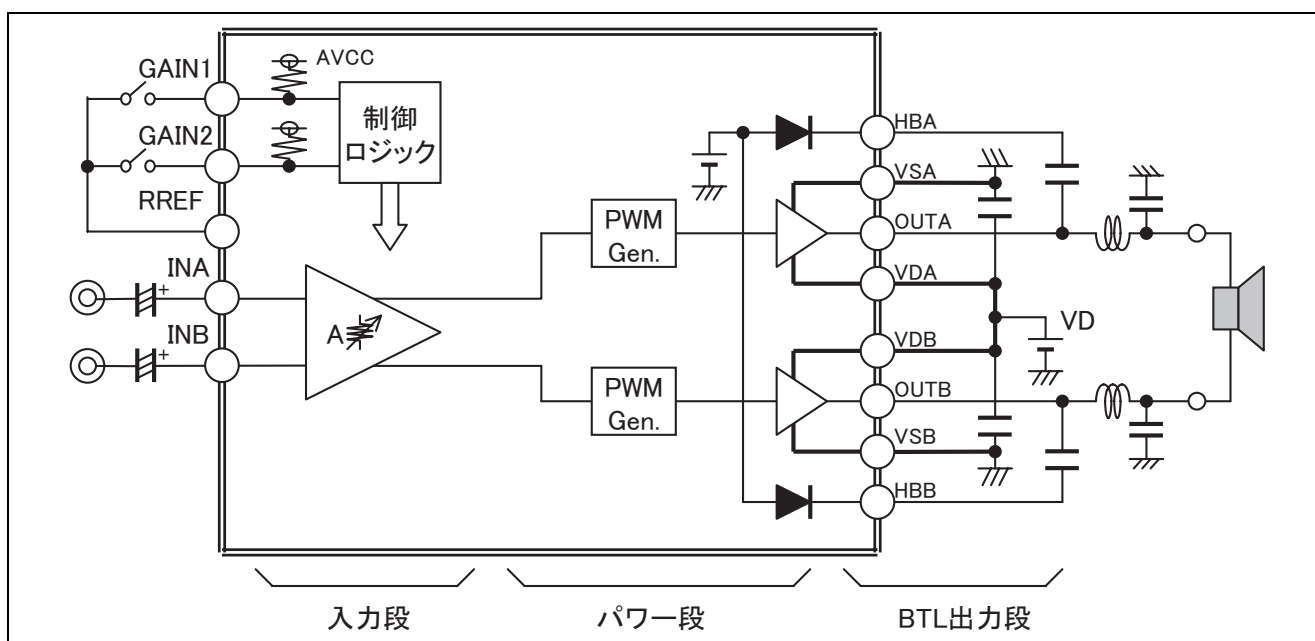 GAIN1
AVCC
GAIN2
制御
ロジック
RREF
INA
INB
A
PWM
Gen.
PWM
Gen.
HBA
VSA
OUTA
VDA
VD
VDB
OUTB
VSB
HBB
+
+
入力段
パワー段
BTL出力段